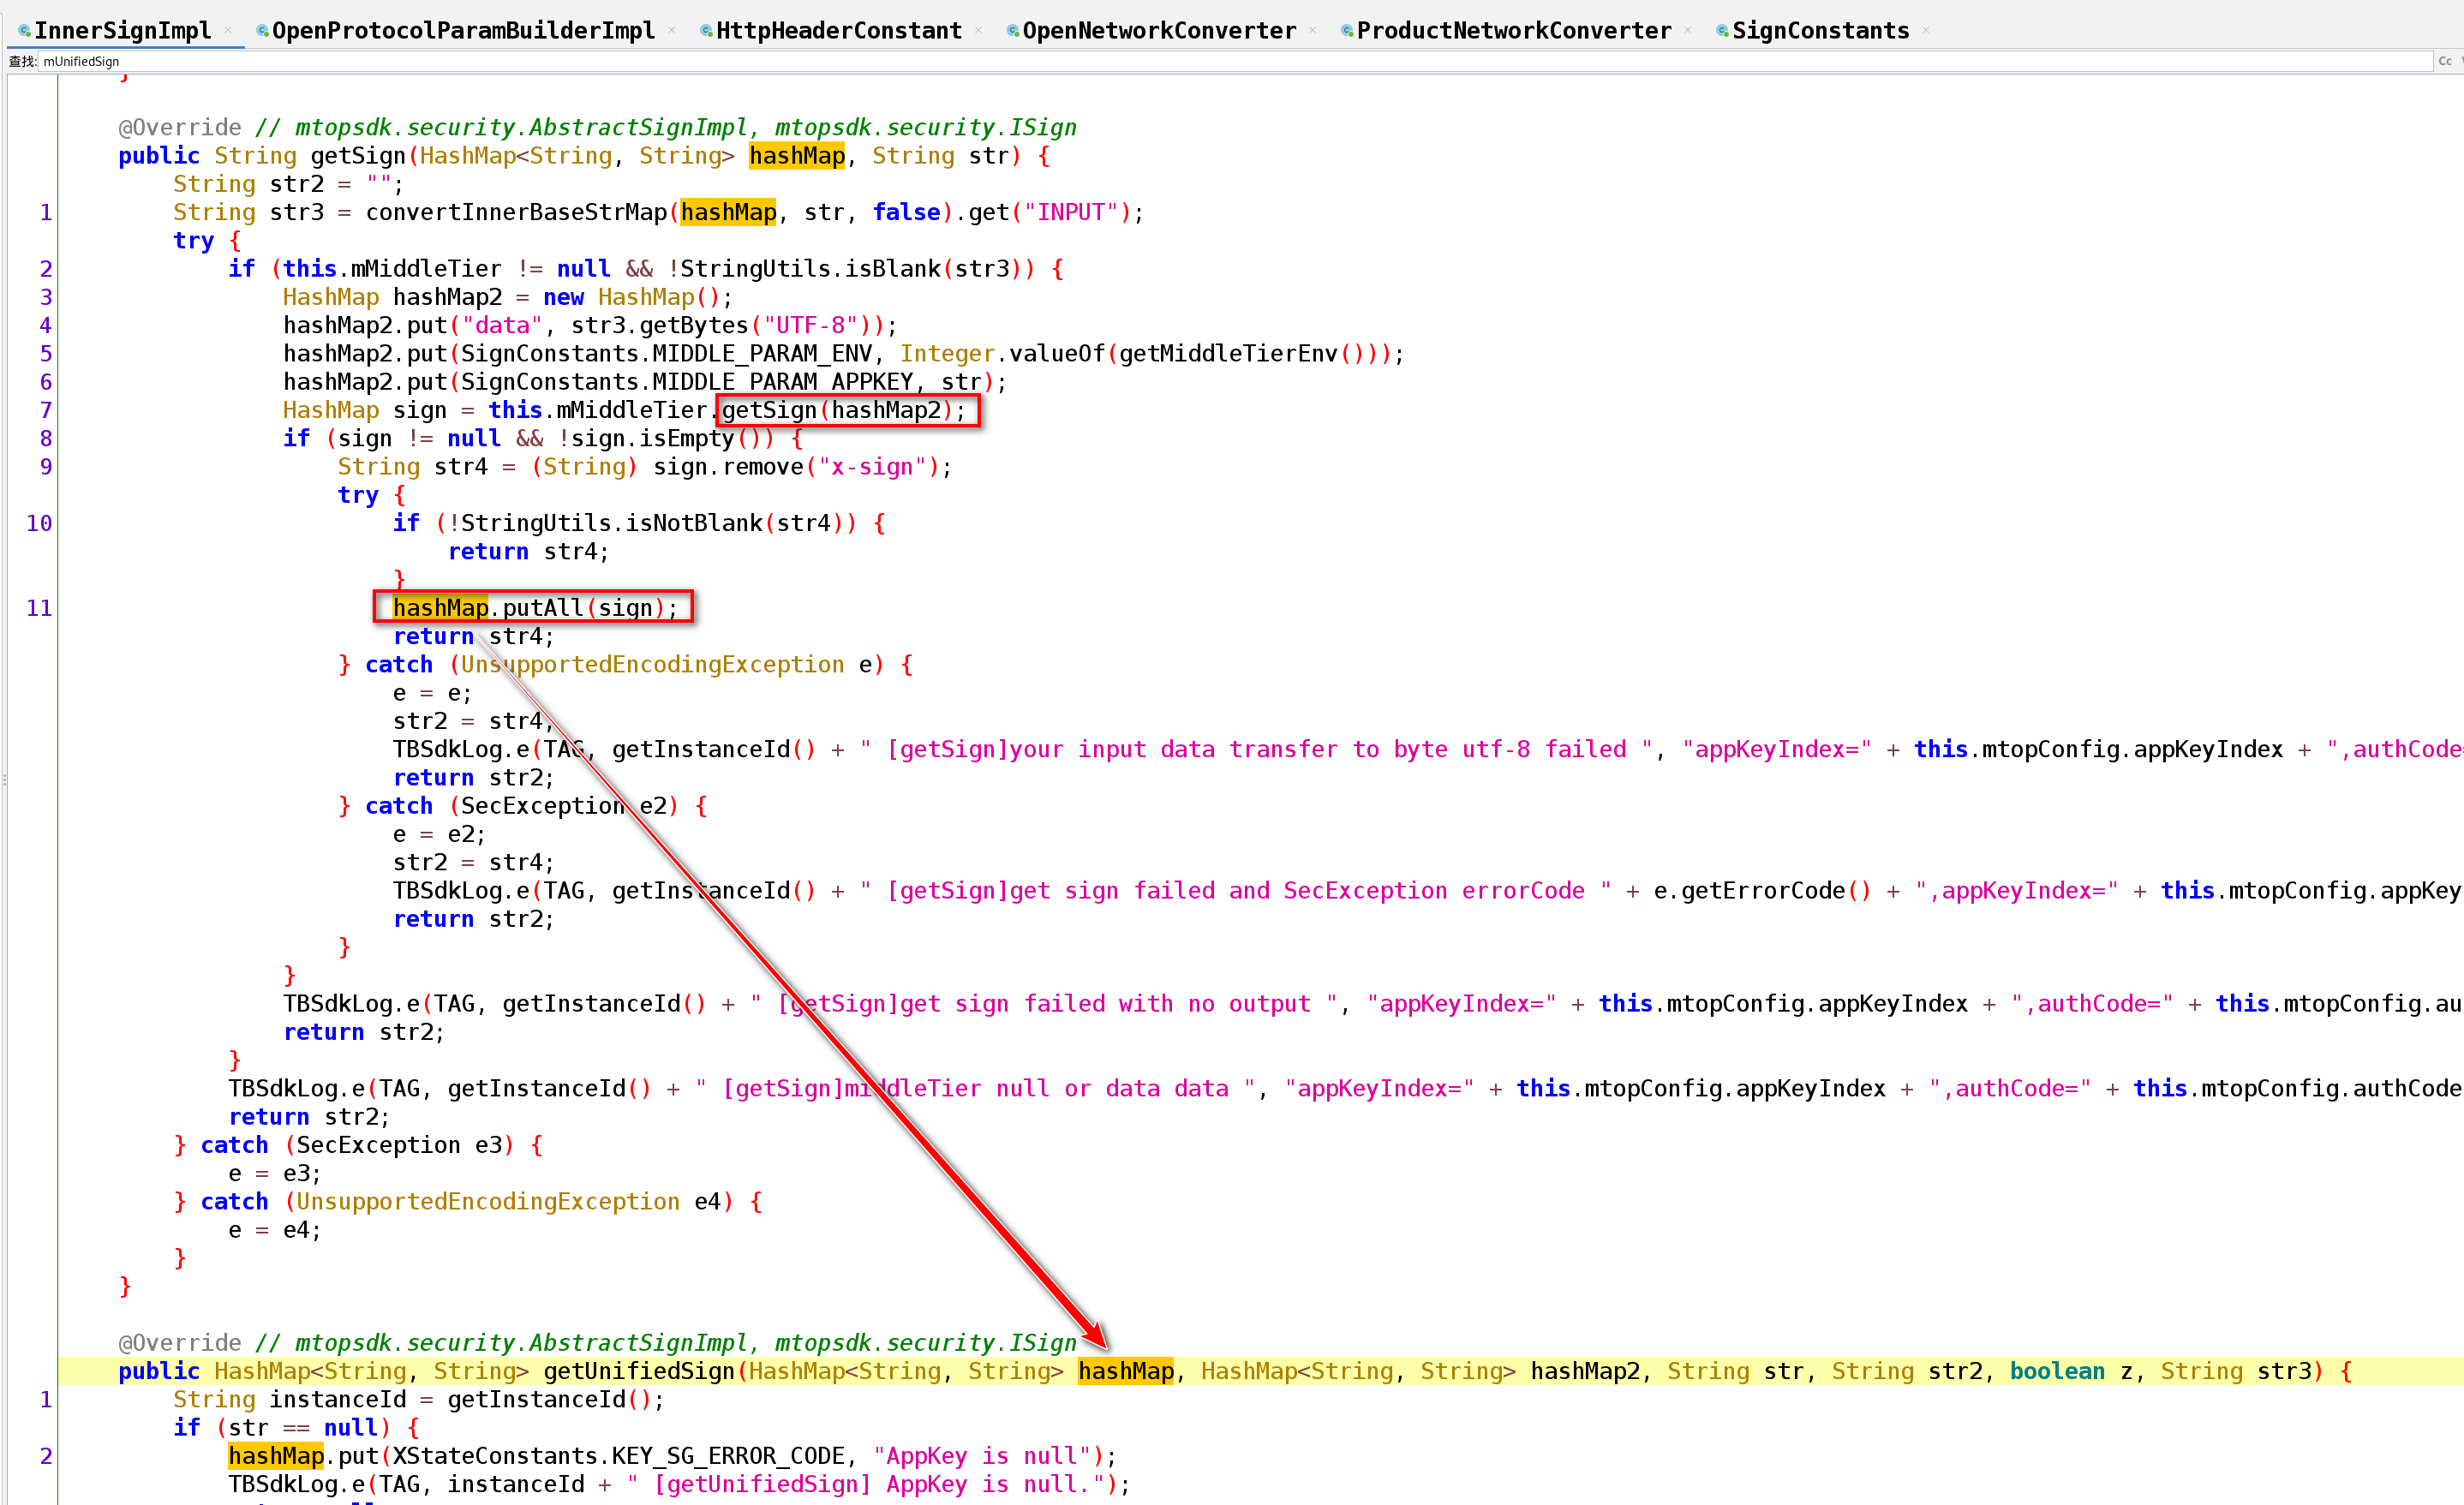 InnerSignImpl × OpenProtocolParamBuilderImpl × HttpHeaderConstant × OpenNetworkConverter × ProductNetworkConverter × SignConstants ×
查找: mUnifiedSign Cc
}
@Override // mtopsdk.security.AbstractSignImpl, mtopsdk.security.ISign
public String getSign(HashMap<String, String> hashMap, String str) {
String str2 = "";
1 String str3 = convertInnerBaseStrMap(hashMap, str, false).get("INPUT");
try {
2 if (this.mMiddleTier != null && !StringUtils.isBlank(str3)) {
3 HashMap hashMap2 = new HashMap();
4 hashMap2.put("data", str3.getBytes("UTF-8"));
5 hashMap2.put(SignConstants.MIDDLE_PARAM_ENV, Integer.valueOf(getMiddleTierEnv()));
6 hashMap2.put(SignConstants.MIDDLE_PARAM_APPKEY, str);
7 HashMap sign = this.mMiddleTier.getSign(hashMap2);
8 if (sign != null && !sign.isEmpty()) {
9 String str4 = (String) sign.remove("x-sign");
try {
10 if (!StringUtils.isNotBlank(str4)) {
return str4;
}
11 hashMap.putAll(sign);
return str4;
} catch (UnsupportedEncodingException e) {
e = e;
str2 = str4;
TBSdkLog.e(TAG, getInstanceId() + " [getSign]your input data transfer to byte utf-8 failed ", "appKeyIndex=" + this.mtopConfig.appKeyIndex + ",authCode=
return str2;
} catch (SecException e2) {
e = e2;
str2 = str4;
TBSdkLog.e(TAG, getInstanceId() + " [getSign]get sign failed and SecException errorCode " + e.getErrorCode() + ",appKeyIndex=" + this.mtopConfig.appKey
return str2;
}
}
TBSdkLog.e(TAG, getInstanceId() + " [getSign]get sign failed with no output ", "appKeyIndex=" + this.mtopConfig.appKeyIndex + ",authCode=" + this.mtopConfig.au
return str2;
}
TBSdkLog.e(TAG, getInstanceId() + " [getSign]middleTier null or data data ", "appKeyIndex=" + this.mtopConfig.appKeyIndex + ",authCode=" + this.mtopConfig.authCode
return str2;
} catch (SecException e3) {
e = e3;
} catch (UnsupportedEncodingException e4) {
e = e4;
}
}
@Override // mtopsdk.security.AbstractSignImpl, mtopsdk.security.ISign
public HashMap<String, String> getUnifiedSign(HashMap<String, String> hashMap, HashMap<String, String> hashMap2, String str, String str2, boolean z, String str3) {
1 String instanceId = getInstanceId();
if (str == null) {
2 hashMap.put(XStateConstants.KEY_SG_ERROR_CODE, "AppKey is null");
TBSdkLog.e(TAG, instanceId + " [getUnifiedSign] AppKey is null.");